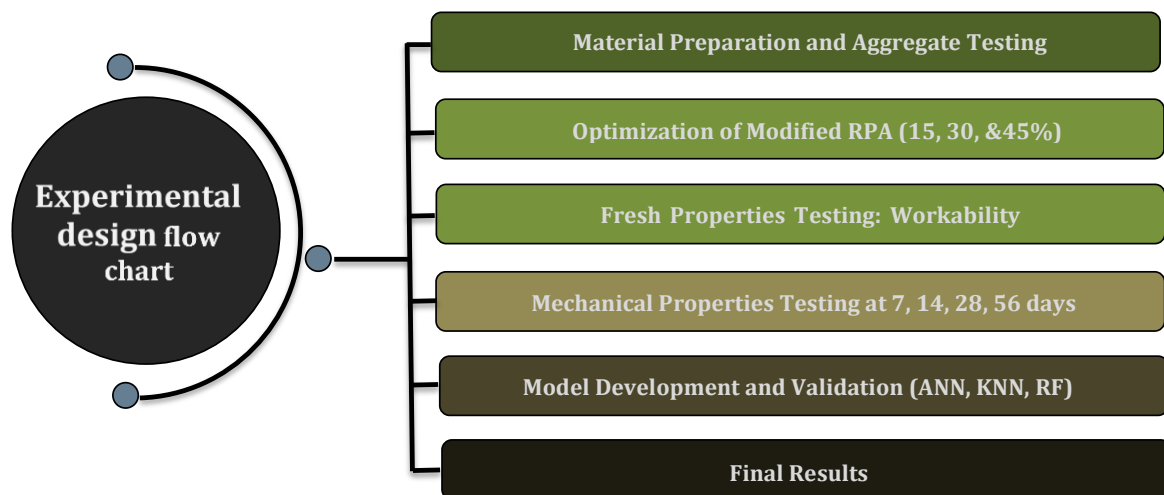 Experimental
design flow
chart
Material Preparation and Aggregate Testing
Optimization of Modified RPA (15, 30, &45%)
Fresh Properties Testing: Workability
Mechanical Properties Testing at 7, 14, 28, 56 days
Model Development and Validation (ANN, KNN, RF)
Final Results